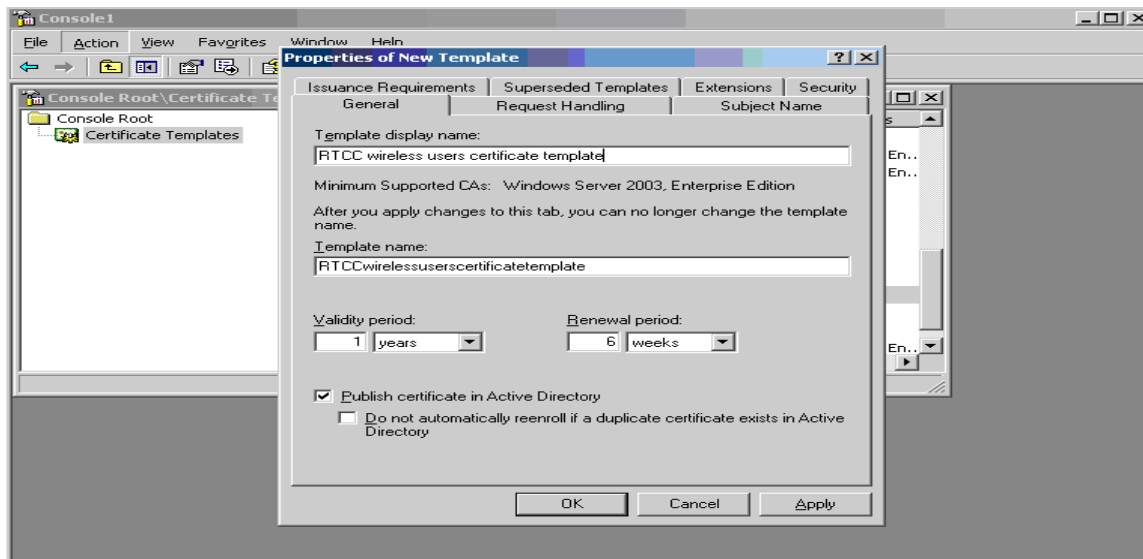 Console1
File Action View Favorites Window Help
Properties of New Template
Console Root\Certificate Te
Console Root
Certificate Templates
Issuance Requirements Superseded Templates Extensions Security
General Request Handling Subject Name
Template display name:
RTCC wireless users certificate template
Minimum Supported CAs: Windows Server 2003, Enterprise Edition
After you apply changes to this tab, you can no longer change the template
name.
Template name:
RTCCwirelessuserscertificatetemplate
Validity period: Renewal period:
1 years 6 weeks
Publish certificate in Active Directory
Do not automatically reenroll if a duplicate certificate exists in Active
Directory
OK Cancel Apply
s
En..
En..
En..